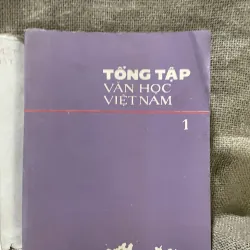 TỔNG TẬP
VĂN HỌC
VIỆT NAM
1